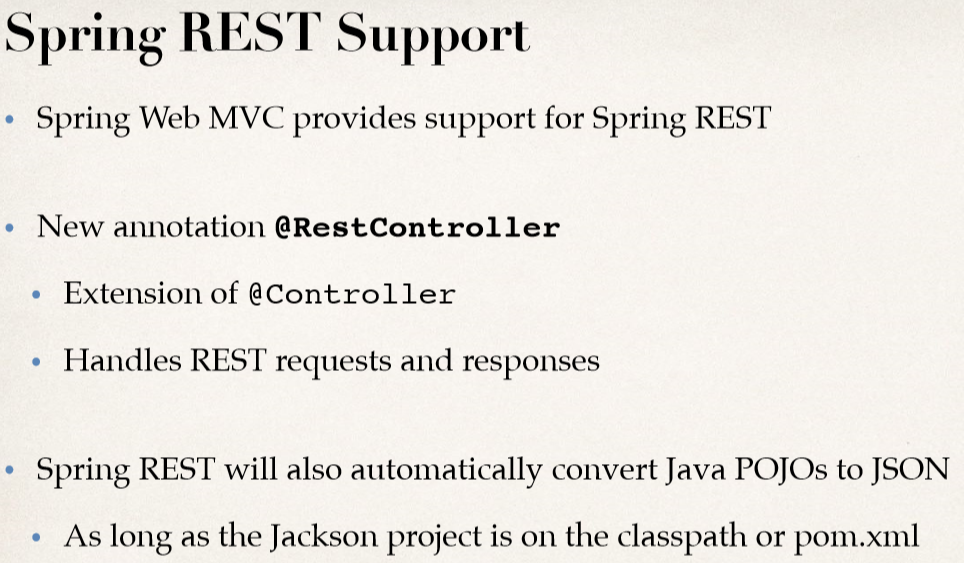 Spring REST Support
• Spring Web MVC provides support for Spring REST
• New annotation @RestController
• Extension of @Controller
• Handles REST requests and responses
• Spring REST will also automatically convert Java POJOs to JSON
• As long as the Jackson project is on the classpath or pom.xml